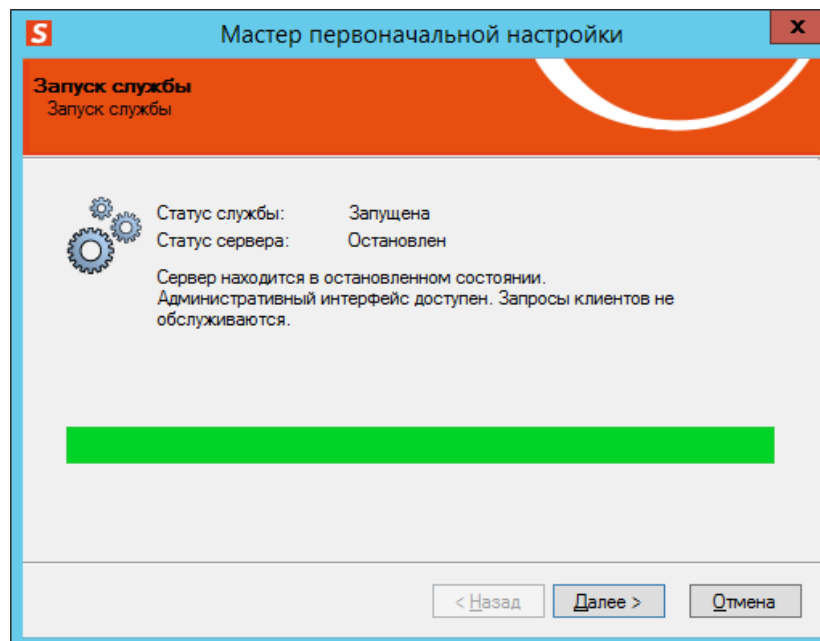 S
Мастер первоначальной настройки
x
Запуск службы
Запуск службы
Статус службы: Запущена
Статус сервера: Остановлен
Сервер находится в остановленном состоянии.
Административный интерфейс доступен. Запросы клиентов не
обслуживаются.
< Назад Далее > Отмена